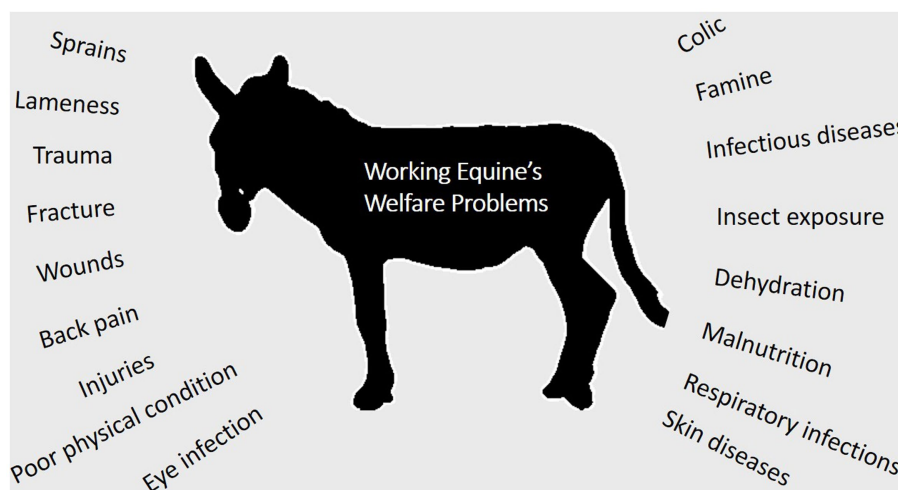 Sprains
Lameness
Trauma
Fracture
Wounds
Back pain
Injuries
Poor physical condition
Eye infection
Working Equine's
Welfare Problems
Colic
Famine
Infectious diseases
Insect exposure
Dehydration
Malnutrition
Respiratory infections
Skin diseases